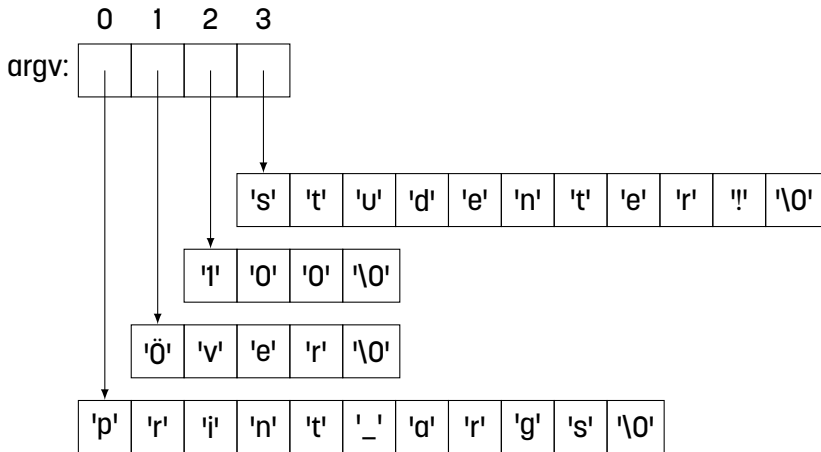 0 1 2 3
argv:
's' 't' 'u' 'd' 'e' 'n' 't' 'e' 'r' '!' '\0'
'1' '0' '0' '\0'
'Ö' 'v' 'e' 'r' '\0'
'p' 'r' 'i' 'n' 't' '_' 'a' 'r' 'g' 's' '\0'